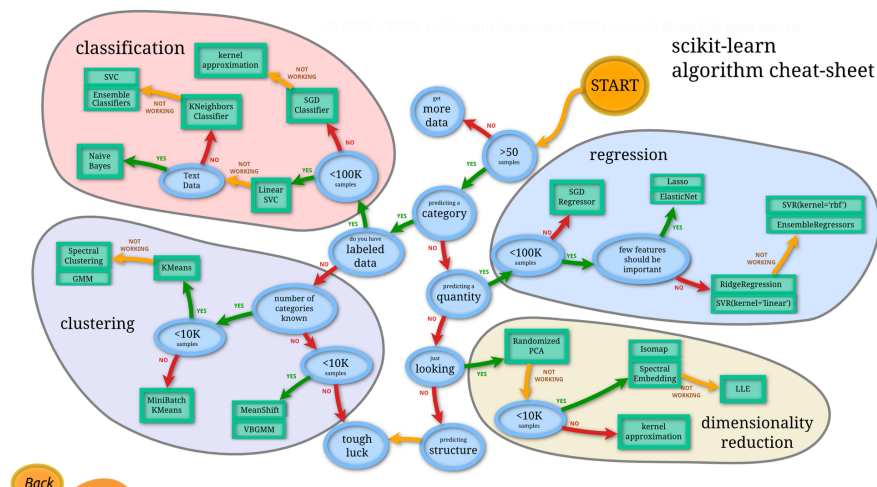 scikit-learn
algorithm cheat-sheet
START
classification
kernel
approximation
NOT
WORKING
SVC
Ensemble
Classifiers
NOT
WORKING
KNeighbors
Classifier
SGD
Classifier
NO
NO
Naive
Bayes
YES
Text
Data
NOT
WORKING
Linear
SVC
YES
<100K
samples
YES
get
more
data
NO
>50
samples
YES
predicting a
category
YES
NO
do you have
labeled
data
NO
predicting a
quantity
YES
NO
just
looking
YES
NO
predicting
structure
tough
luck
regression
SGD
Regressor
NO
<100K
samples
YES
few features
should be
important
YES
Lasso
ElasticNet
NO
RidgeRegression
SVR(kernel='linear')
NOT
WORKING
SVR(kernel='rbf')
EnsembleRegressors
clustering
Spectral
Clustering
GMM
NOT
WORKING
KMeans
YES
<10K
samples
YES
number of
categories
known
NO
NO
MiniBatch
KMeans
<10K
samples
YES
NO
MeanShift
VBGMM
dimensionality
reduction
Randomized
PCA
NOT
WORKING
<10K
samples
YES
Isomap
Spectral
Embedding
NOT
WORKING
LLE
NO
kernel
approximation
Back